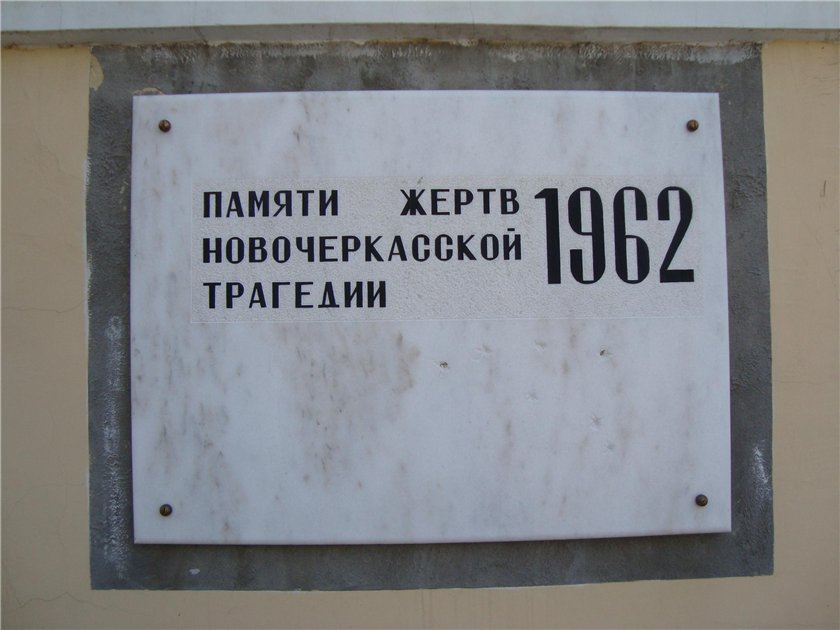 ПАМЯТИ ЖЕРТВ 1962
НОВОЧЕРКАССКОЙ
ТРАГЕДИИ